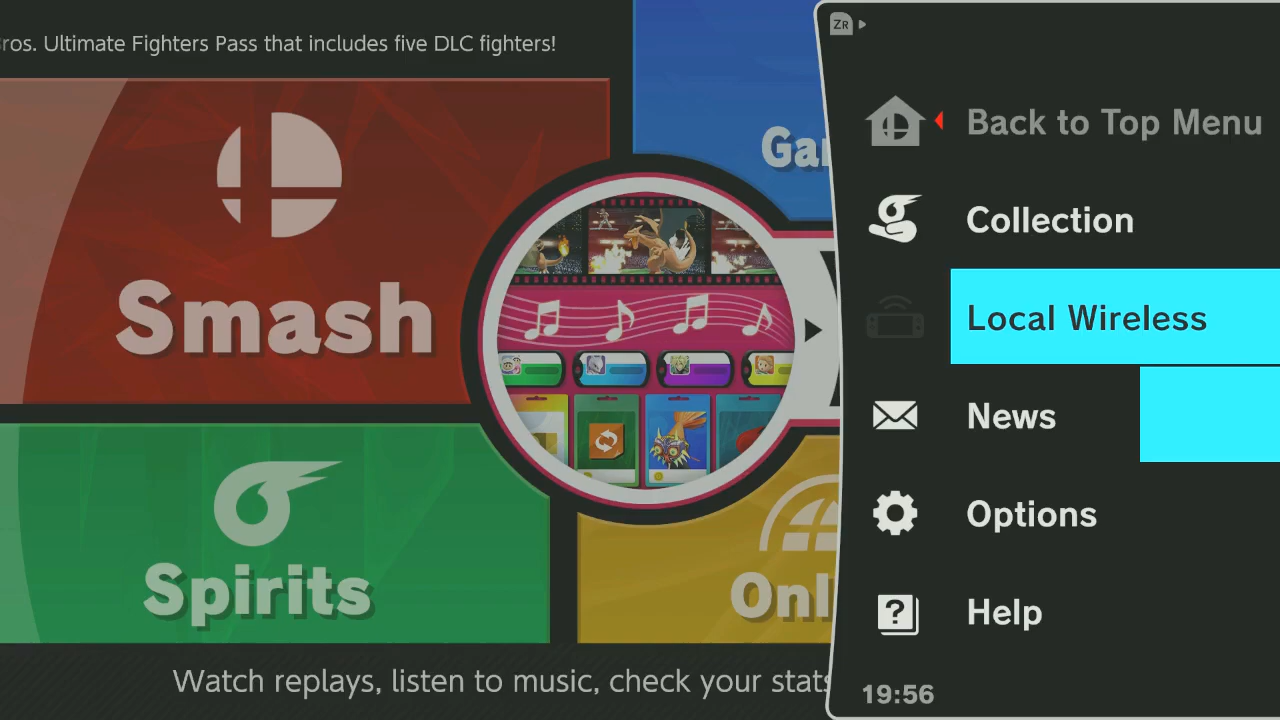 ros. Ultimate Fighters Pass that includes five DLC fighters!
ZR
Smash
Spirits
Watch replays, listen to music, check your stats
Back to Top Menu
Collection
Local Wireless
News
Options
Help
19:56